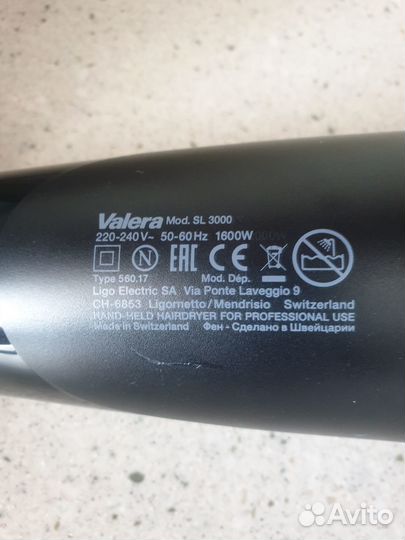 Valera Mod. SL 3000
220-240V~ 50-60Hz 1600W
N EAC CE
Type 560.17 Mod. Dép.
Ligo Electric SA Via Ponte Laveggio 9
CH-6853 Ligornetto/Mendrisio Switzerland
HAND-HELD HAIRDRYER FOR PROFESSIONAL USE
Made in Switzerland Фен - Сделано в Швейцарии
Avito